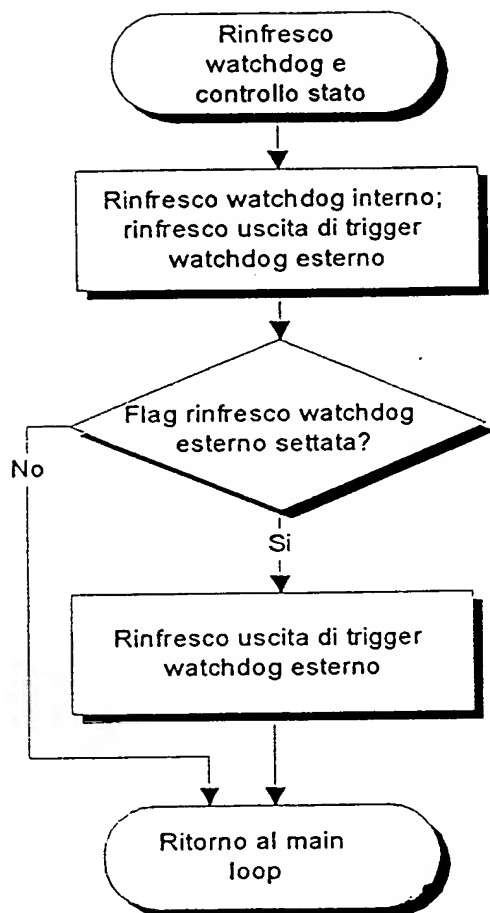 Rinfresco
watchdog e
controllo stato
Rinfresco watchdog interno;
rinfresco uscita di trigger
watchdog esterno
Flag rinfresco watchdog
esterno settata?
No
Si
Rinfresco uscita di trigger
watchdog esterno
Ritorno al main
loop